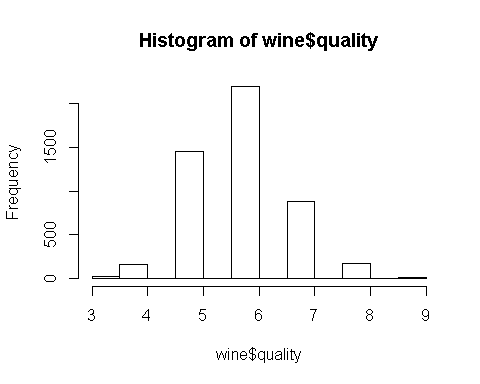 Histogram of wine$quality
Frequency
1500
500
0
3 4 5 6 7 8 9
wine$quality